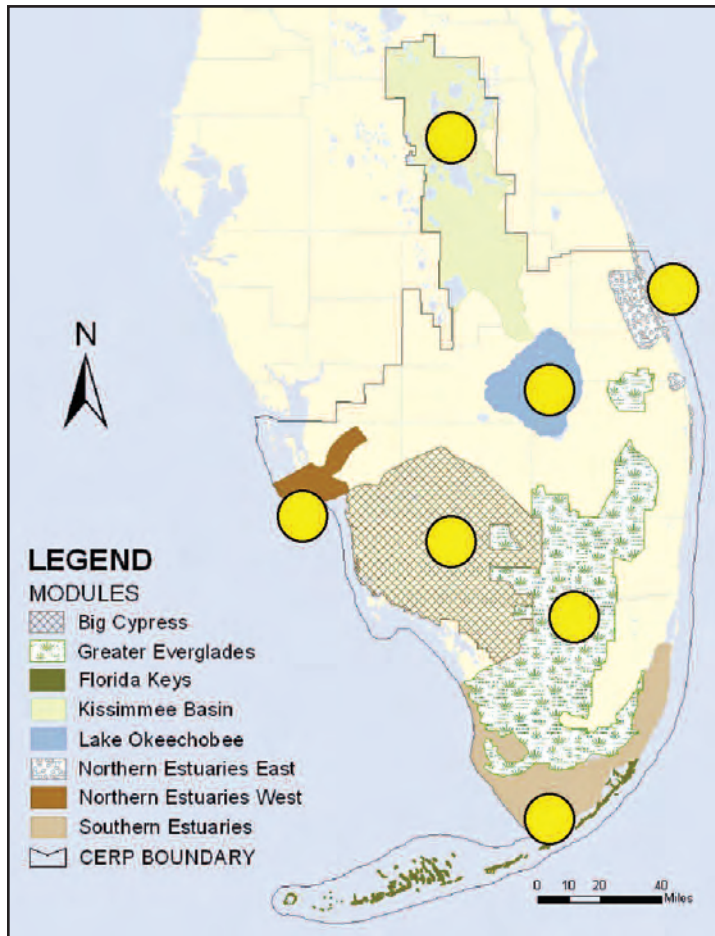 N
LEGEND
MODULES
Big Cypress
Greater Everglades
Florida Keys
Kissimmee Basin
Lake Okeechobee
Northern Estuaries East
Northern Estuaries West
Southern Estuaries
CERP BOUNDARY
0 10 20 40
Miles